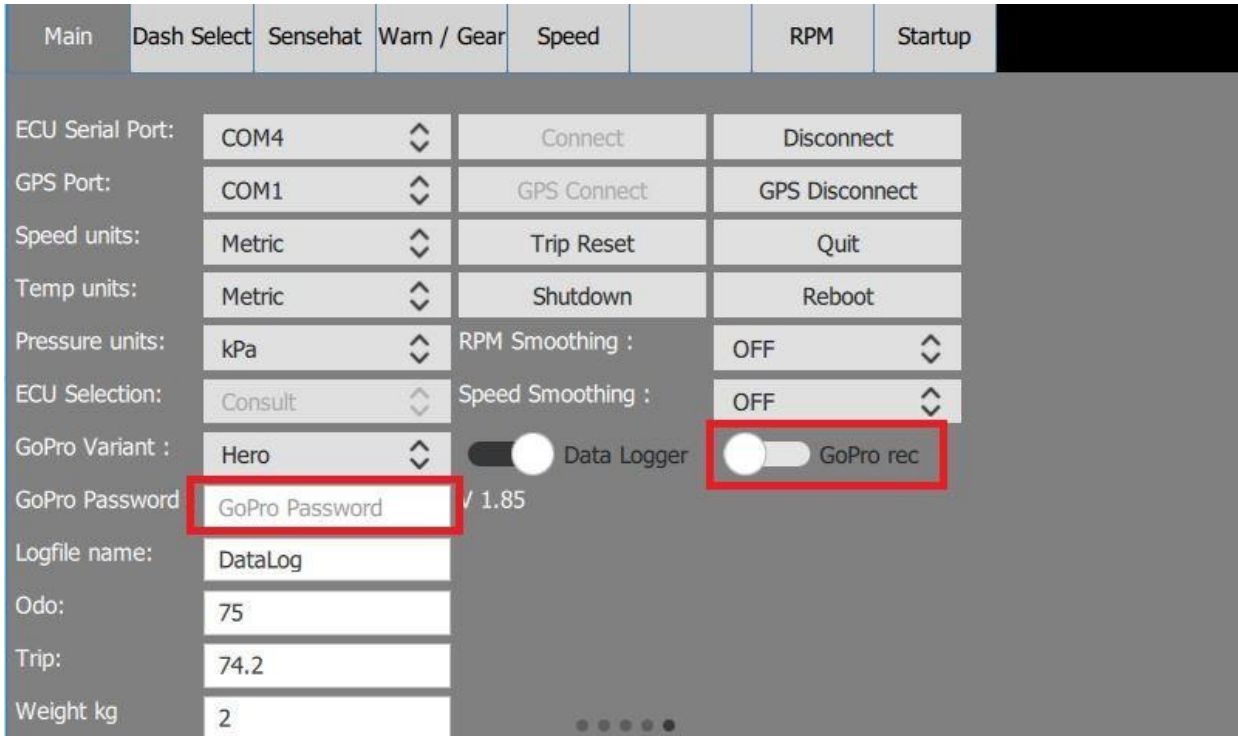 Main Dash Select Sensehat Warn / Gear Speed RPM Startup
ECU Serial Port: COM4 Connect Disconnect
GPS Port: COM1 GPS Connect GPS Disconnect
Speed units: Metric Trip Reset Quit
Temp units: Metric Shutdown Reboot
Pressure units: kPa RPM Smoothing : OFF
ECU Selection: Consult Speed Smoothing : OFF
GoPro Variant : Hero Data Logger GoPro rec
GoPro Password GoPro Password V 1.85
Logfile name: DataLog
Odo: 75
Trip: 74.2
Weight kg 2